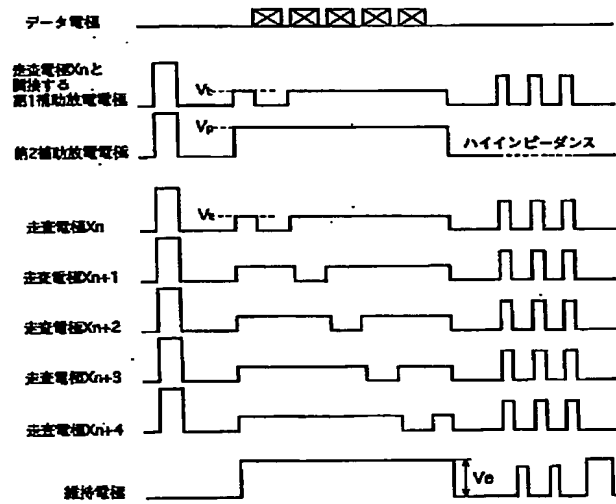 データ電極
走査電極Xnと
隣接する
第1補助放電電極
Vt
Vp
第2補助放電電極
ハイインピーダンス
Vt
走査電極Xn
走査電極Xn+1
走査電極Xn+2
走査電極Xn+3
走査電極Xn+4
Ve
維持電極